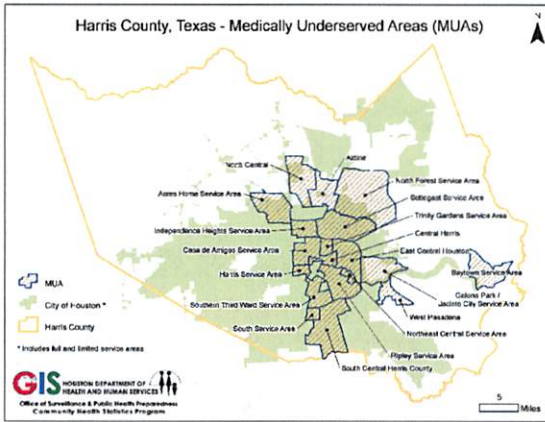 Harris County, Texas - Medically Underserved Areas (MUAs)
N
North Central
Aldine
North Forest Service Area
Acres Home Service Area
Settegast Service Area
Trinity Gardens Service Area
Independence Heights Service Area
Central Harris
Casa de Amigos Service Area
East Central Houston
Harris Service Area
Baytown Service Area
Galena Park /
Jacinto City Service Area
Southern Third Ward Service Area
West Pasadena
South Service Area
Northeast Central Service Area
Ripley Service Area
South Central Harris County
MUA
City of Houston *
Harris County
* Includes full and limited service areas
GIS HOUSTON DEPARTMENT OF
HEALTH AND HUMAN SERVICES
Office of Surveillance & Public Health Preparedness
Community Health Statistics Program
5
Miles